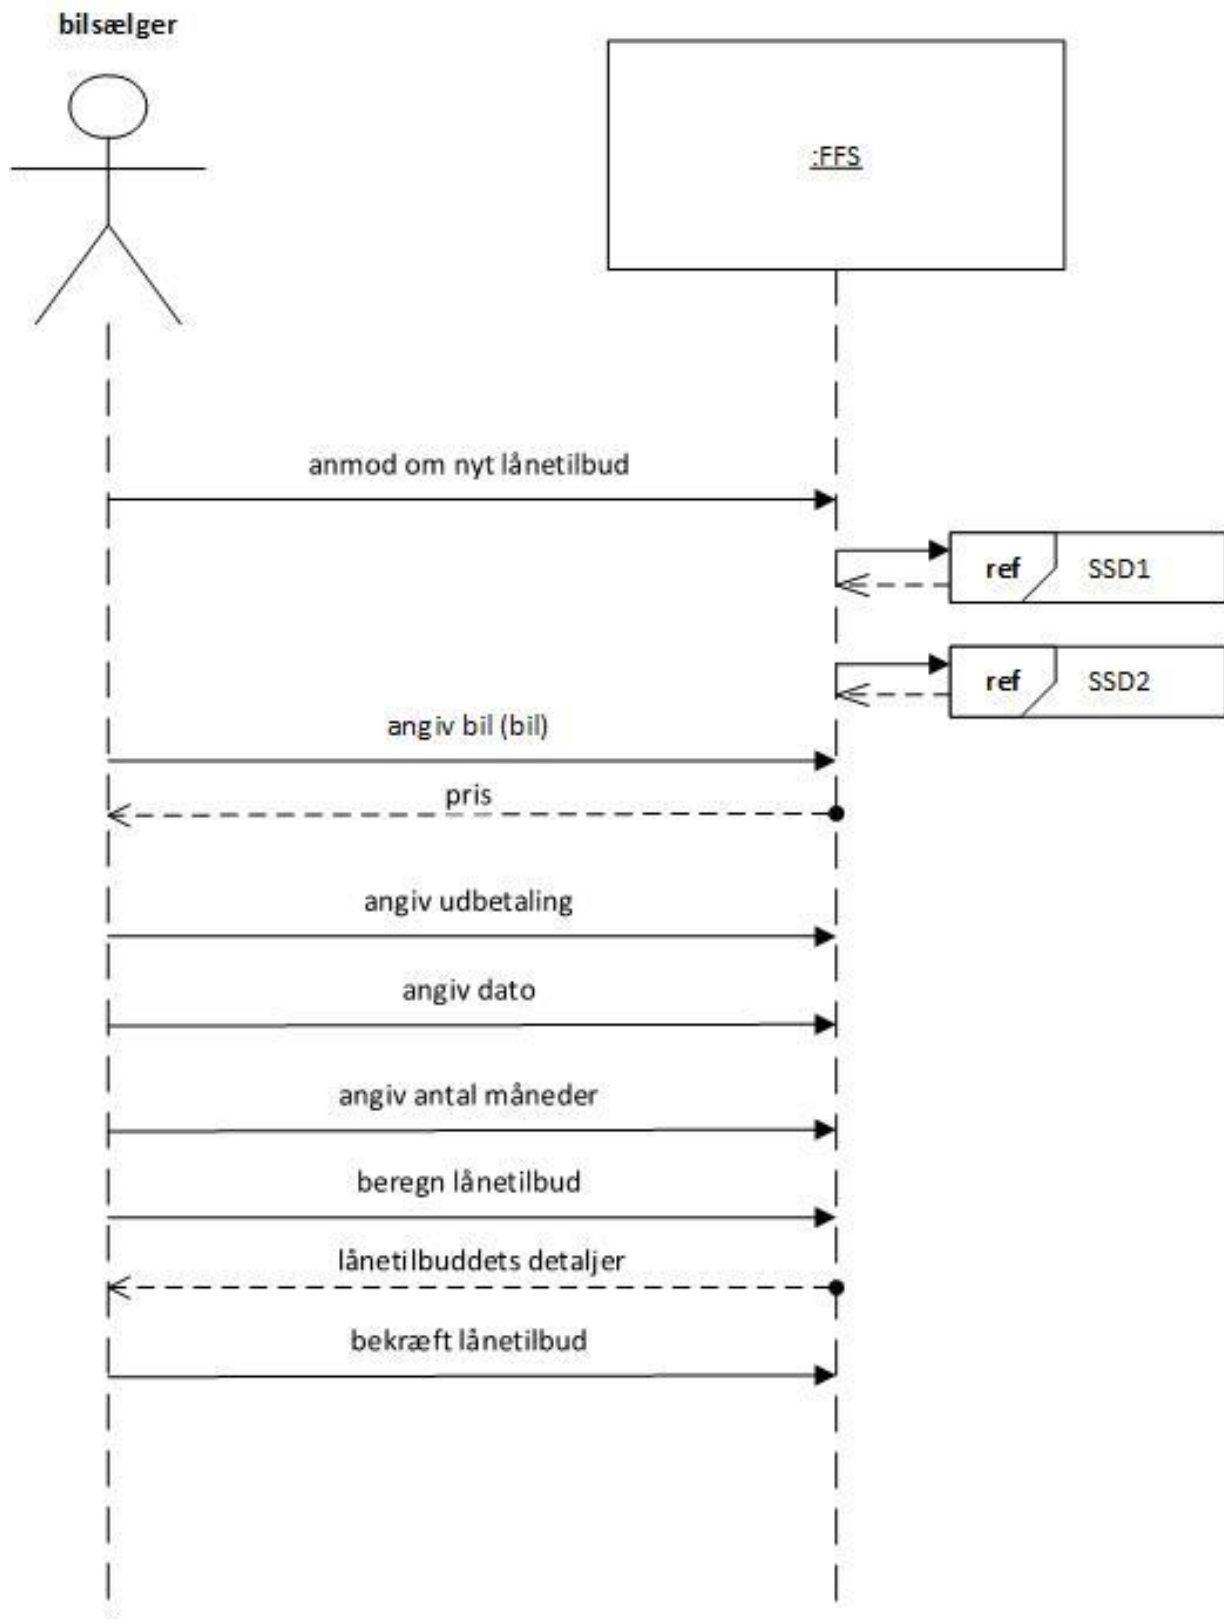 bilsælger
:FFS
anmod om nyt lånetilbud
ref SSD1
ref SSD2
angiv bil (bil)
pris
angiv udbetaling
angiv dato
angiv antal måneder
beregn lånetilbud
lånetilbuddets detaljer
bekræft lånetilbud